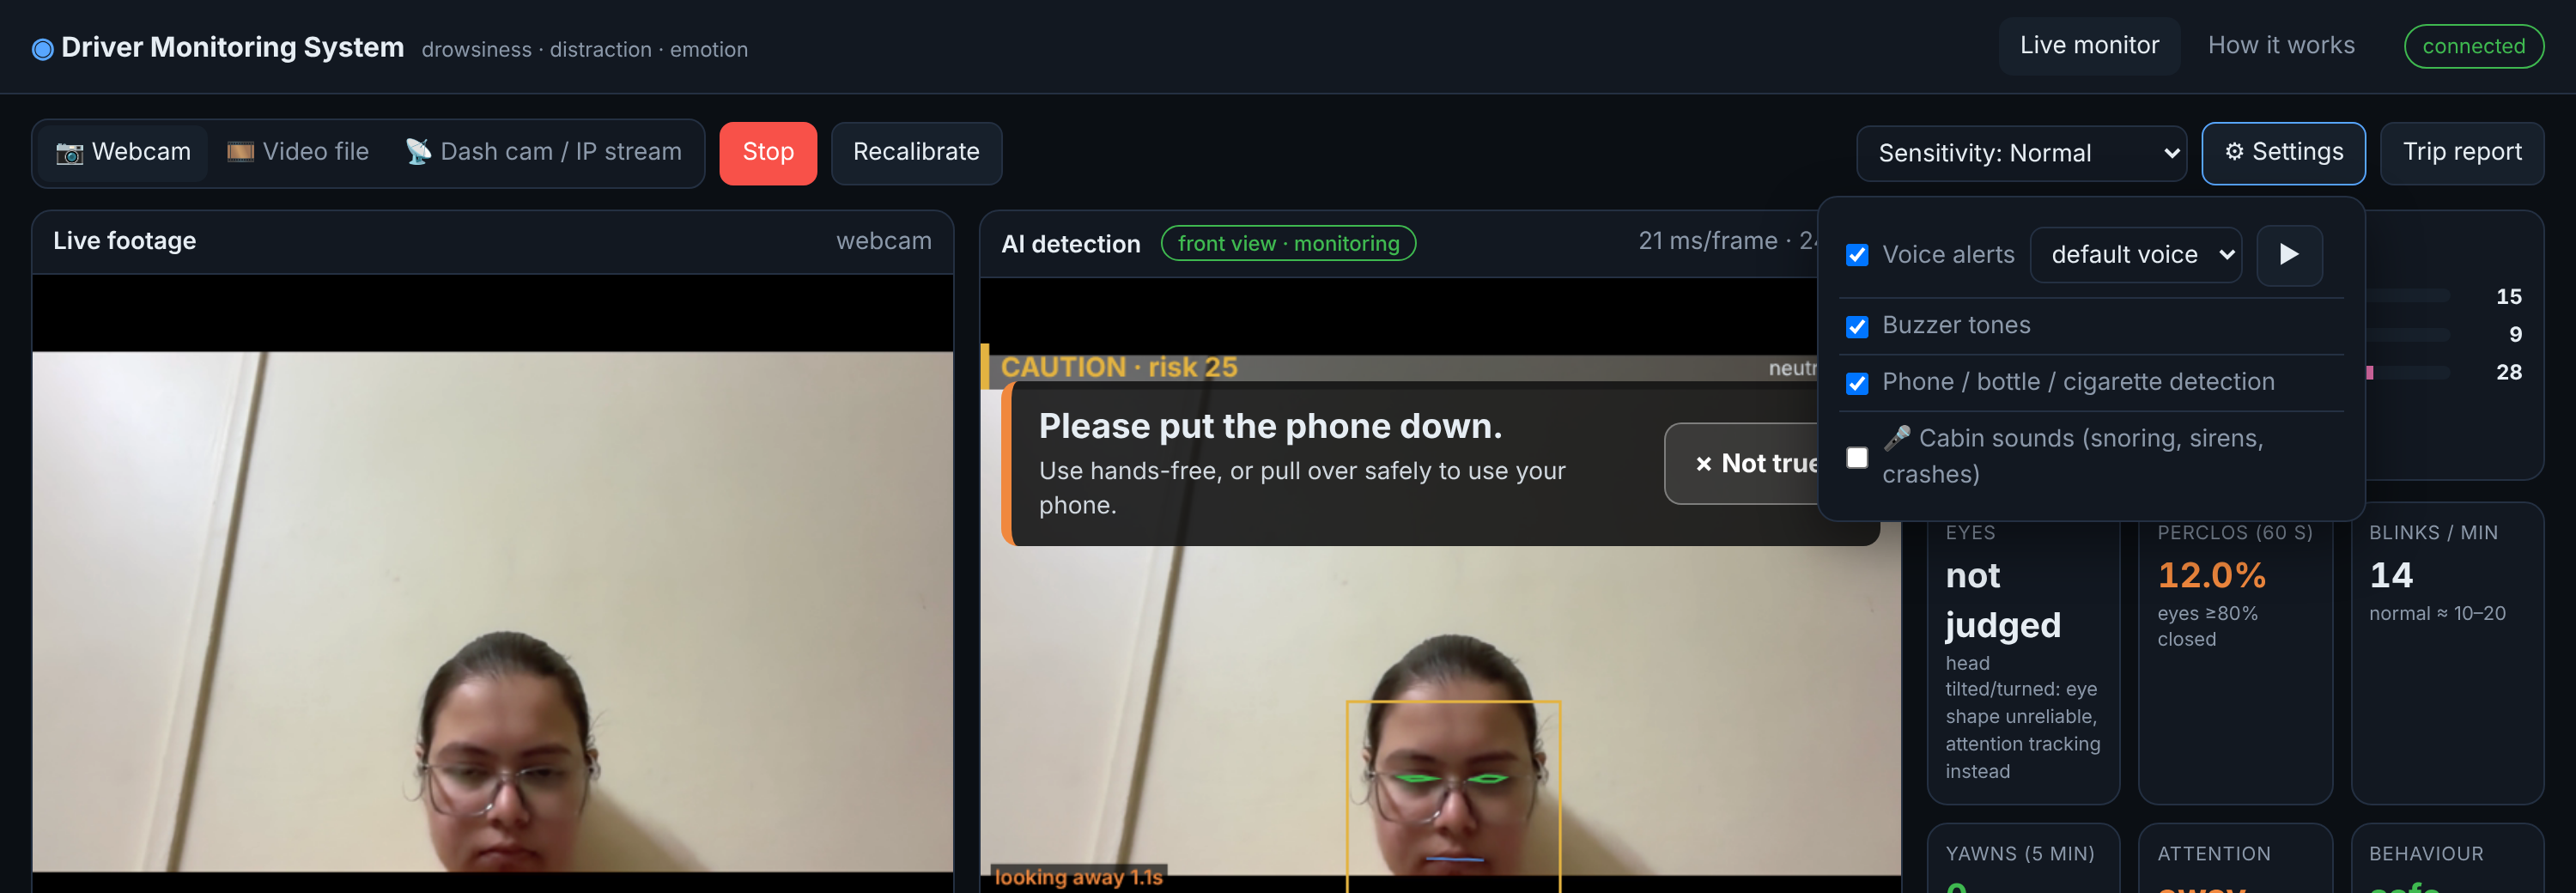 Driver Monitoring System drowsiness · distraction · emotion
Live monitor How it works connected
Webcam Video file Dash cam / IP stream Stop Recalibrate
Sensitivity: Normal Settings Trip report
Live footage webcam
AI detection front view · monitoring 21 ms/frame ·
CAUTION · risk 25
Please put the phone down.
Use hands-free, or pull over safely to use your
phone.
× Not true
looking away 1.1s
Voice alerts default voice
Buzzer tones
Phone / bottle / cigarette detection
Cabin sounds (snoring, sirens,
crashes)
15
9
28
EYES
not
judged
head
tilted/turned: eye
shape unreliable,
attention tracking
instead
PERCLOS (60 S)
12.0%
eyes ≥80%
closed
BLINKS / MIN
14
normal ≈ 10–20
YAWNS (5 MIN)
ATTENTION
BEHAVIOUR